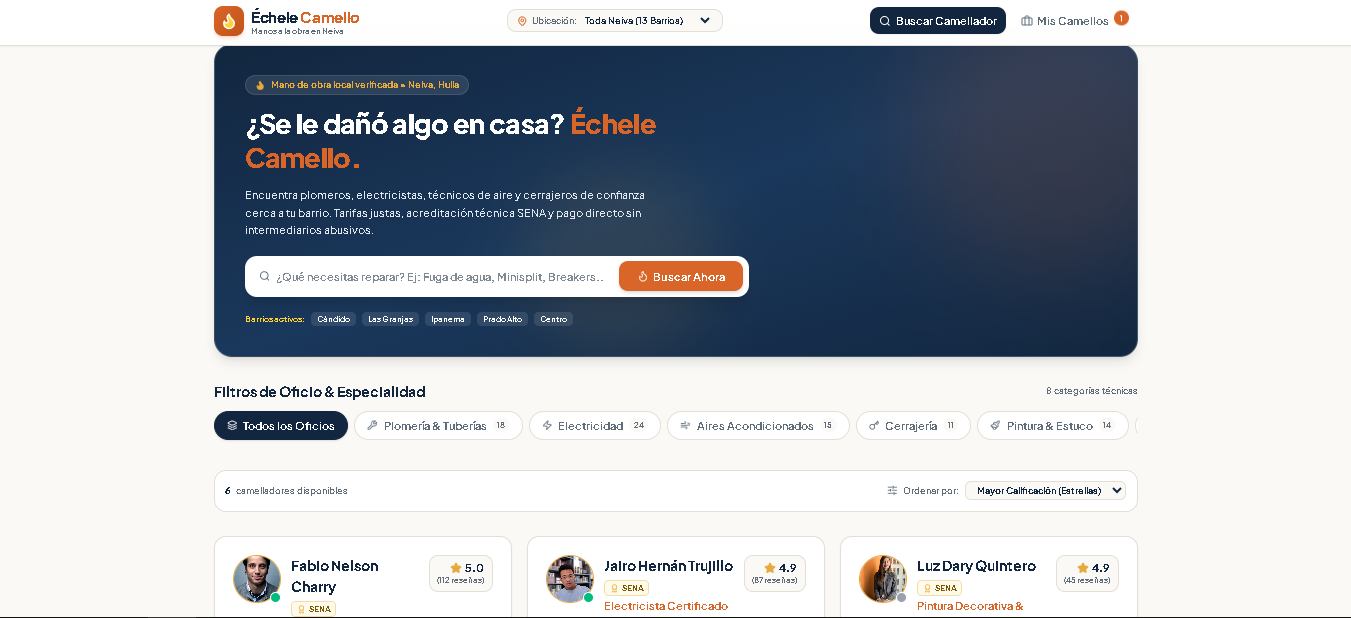 Échele Camello
Manos a la obra en Neiva
Ubicación: Toda Neiva (13 Barrios)
Buscar Camellador
Mis Camellos 1
Mano de obra local verificada • Neiva, Huila
¿Se le dañó algo en casa? Échele
Camello.
Encuentra plomeros, electricistas, técnicos de aire y cerrajeros de confianza
cerca a tu barrio. Tarifas justas, acreditación técnica SENA y pago directo sin
intermediarios abusivos.
¿Qué necesitas reparar? Ej: Fuga de agua, Minisplit, Breakers...
Buscar Ahora
Barrios activos: Cándido Las Granjas Ipanema Prado Alto Centro
Filtros de Oficio & Especialidad
8 categorías técnicas
Todos los Oficios
Plomería & Tuberías 18
Electricidad 24
Aires Acondicionados 15
Cerrajería 11
Pintura & Estuco 14
6 camelladores disponibles
Ordenar por: Mayor Calificación (Estrellas)
Fabio Nelson
Charry
SENA
5.0
(112 reseñas)
Jairo Hernán Trujillo
SENA
Electricista Certificado
4.9
(87 reseñas)
Luz Dary Quintero
SENA
Pintura Decorativa &
4.9
(45 reseñas)